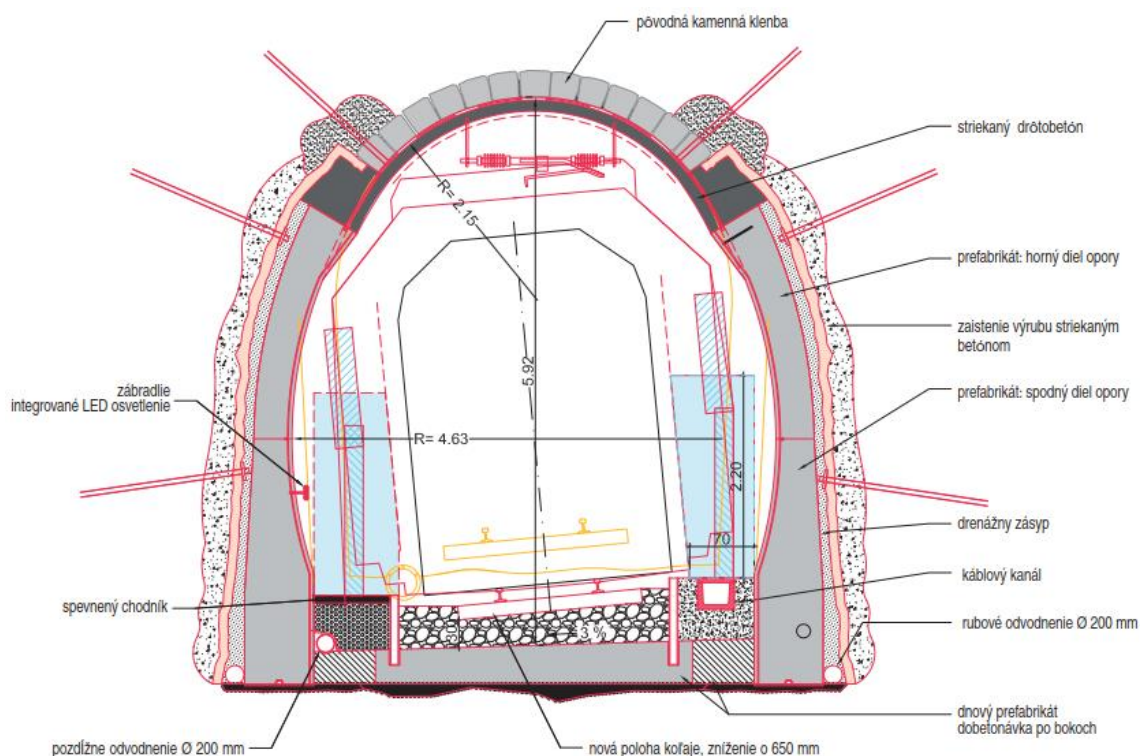 pôvodná kamenná klenba
striekaný drôtobetón
R= 2.15
prefabrikát: horný diel opory
zaistenie výrubu striekaným
betónom
5.92
zábradlie
integrované LED osvetlenie
prefabrikát: spodný diel opory
R= 4.63
2.20
drenážny zásyp
70
káblový kanál
spevnený chodník
rubové odvodnenie Ø 200 mm
30
3 %
dnový prefabrikát
dobetonávka po bokoch
pozdĺžne odvodnenie Ø 200 mm
nová poloha koľaje, zníženie o 650 mm